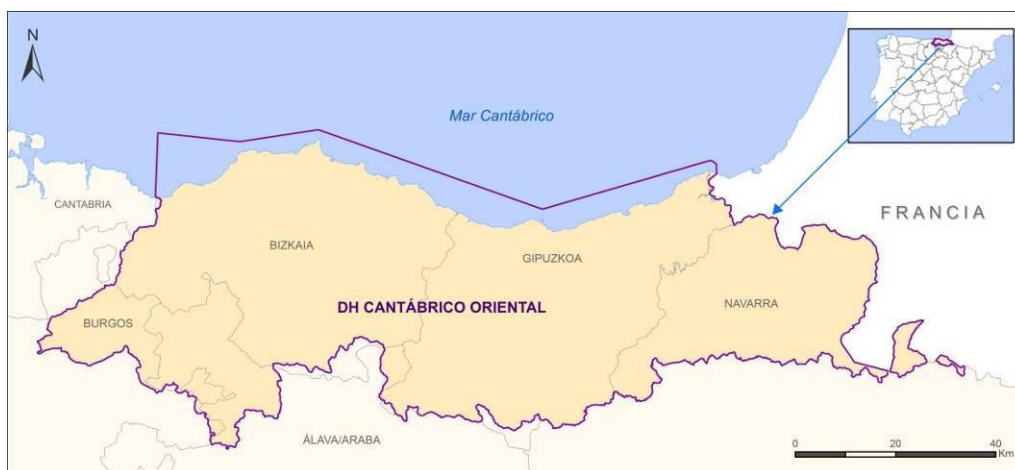 N
Mar Cantábrico
CANTABRIA
FRANCIA
BIZKAIA
GIPUZKOA
NAVARRA
DH CANTÁBRICO ORIENTAL
BURGOS
ÁLAVA/ARABA
0 20 40
Km